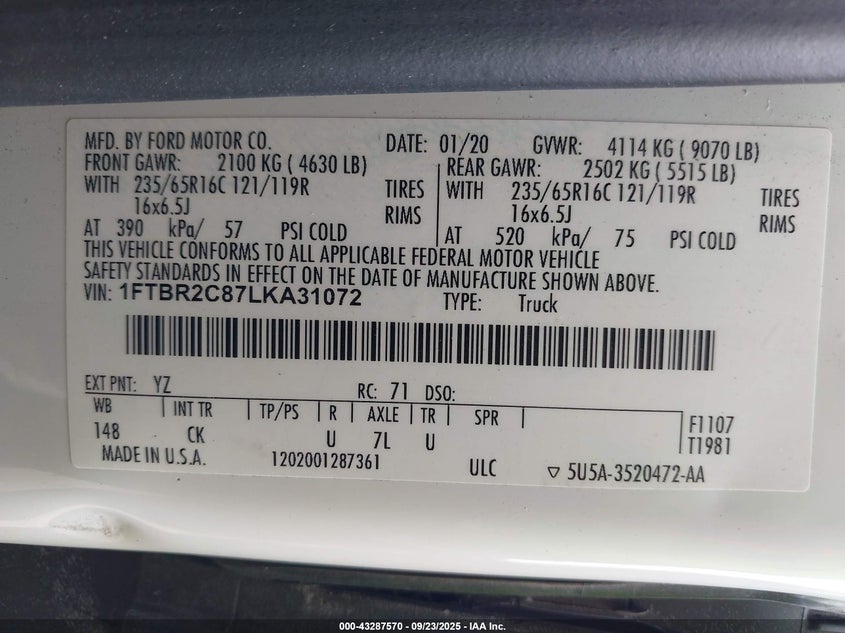 MFD. BY FORD MOTOR CO. DATE: 01/20 GVWR: 4114 KG ( 9070 LB)
FRONT GAWR: 2100 KG ( 4630 LB) REAR GAWR: 2502 KG ( 5515 LB)
WITH 235/65R16C 121/119R TIRES WITH 235/65R16C 121/119R TIRES
16x6.5J RIMS 16x6.5J RIMS
AT 390 kPa/ 57 PSI COLD AT 520 kPa/ 75 PSI COLD
THIS VEHICLE CONFORMS TO ALL APPLICABLE FEDERAL MOTOR VEHICLE
SAFETY STANDARDS IN EFFECT ON THE DATE OF MANUFACTURE SHOWN ABOVE.
VIN: 1FTBR2C87LKA31072 TYPE: Truck
EXT PNT: YZ RC: 71 DSO:
WB INT TR TP/PS R AXLE TR SPR F1107
148 CK U 7L U T1981
MADE IN U.S.A. 1202001287361 ULC ▽ 5U5A-3520472-AA
000-43287570 - 09/23/2025 - IAA Inc.